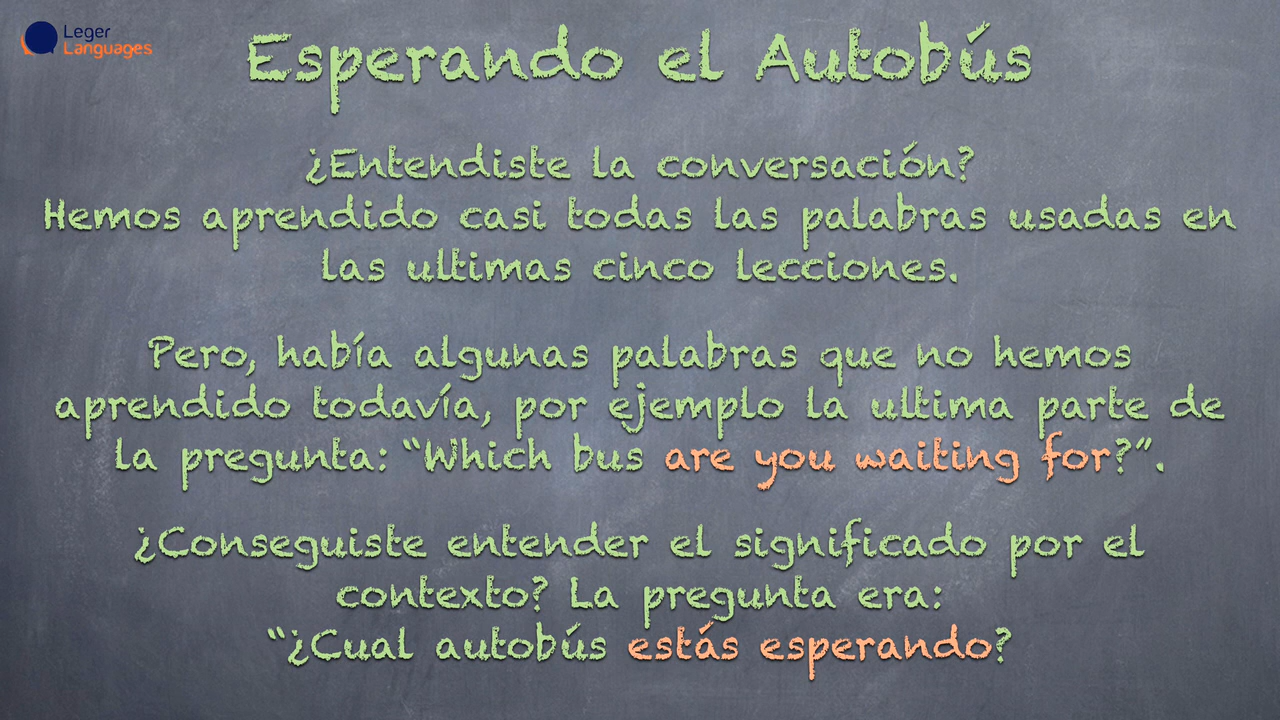 Leger
Languages
Esperando el Autobús
¿Entendiste la conversación?
Hemos aprendido casi todas las palabras usadas en
las ultimas cinco lecciones.
Pero, había algunas palabras que no hemos
aprendido todavía, por ejemplo la ultima parte de
la pregunta: “Which bus are you waiting for?”.
¿Conseguiste entender el significado por el
contexto? La pregunta era:
“¿Cual autobús estás esperando?